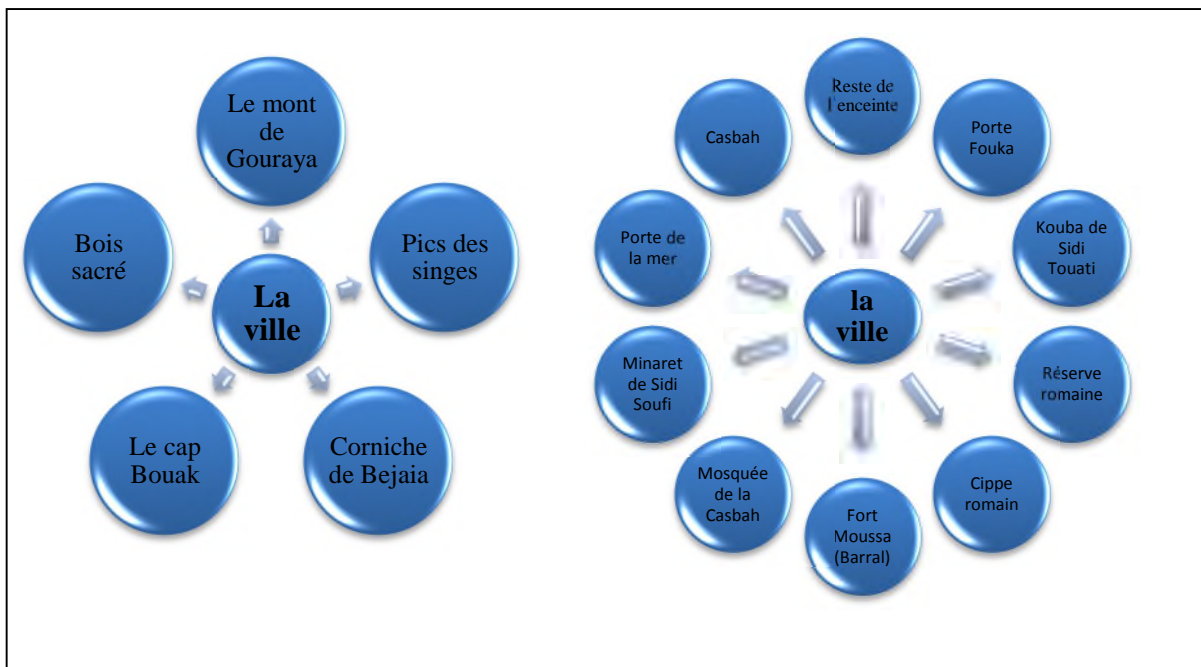 Le mont
de
Gouraya
Bois
sacré
Pics des
singes
La
ville
Le cap
Bouak
Corniche
de Bejaia
Reste de
l'enceinte
Casbah
Porte
Fouka
Porte de
la mer
Kouba de
Sidi
Touati
la
ville
Minaret
de Sidi
Soufi
Réserve
romaine
Mosquée
de la
Casbah
Cippe
romain
Fort
Moussa
(Barral)